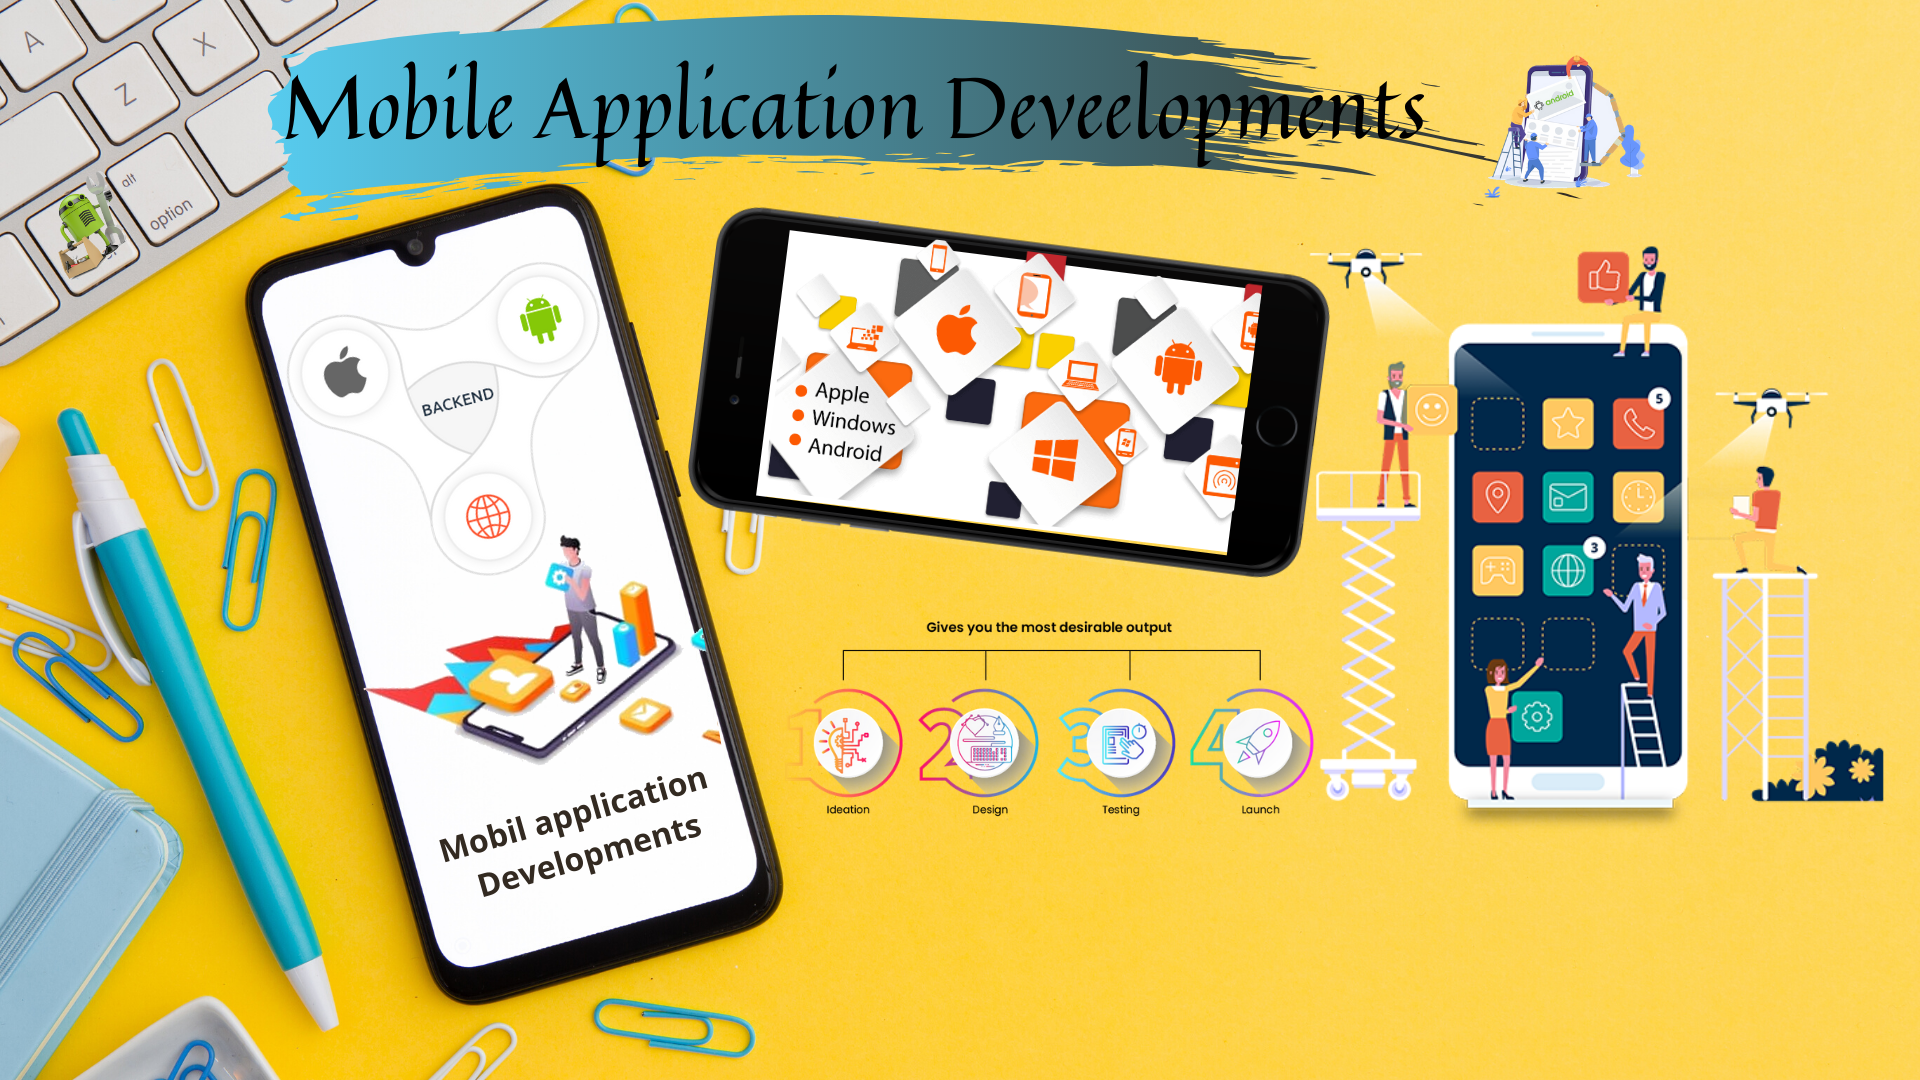 Mobile Application Deveelopments
android
A
Z
X
alt
option
BACKEND
Apple
Windows
Android
5
3
Gives you the most desirable output
1
2
3
4
Ideation
Design
Testing
Launch
Mobil application
Developments